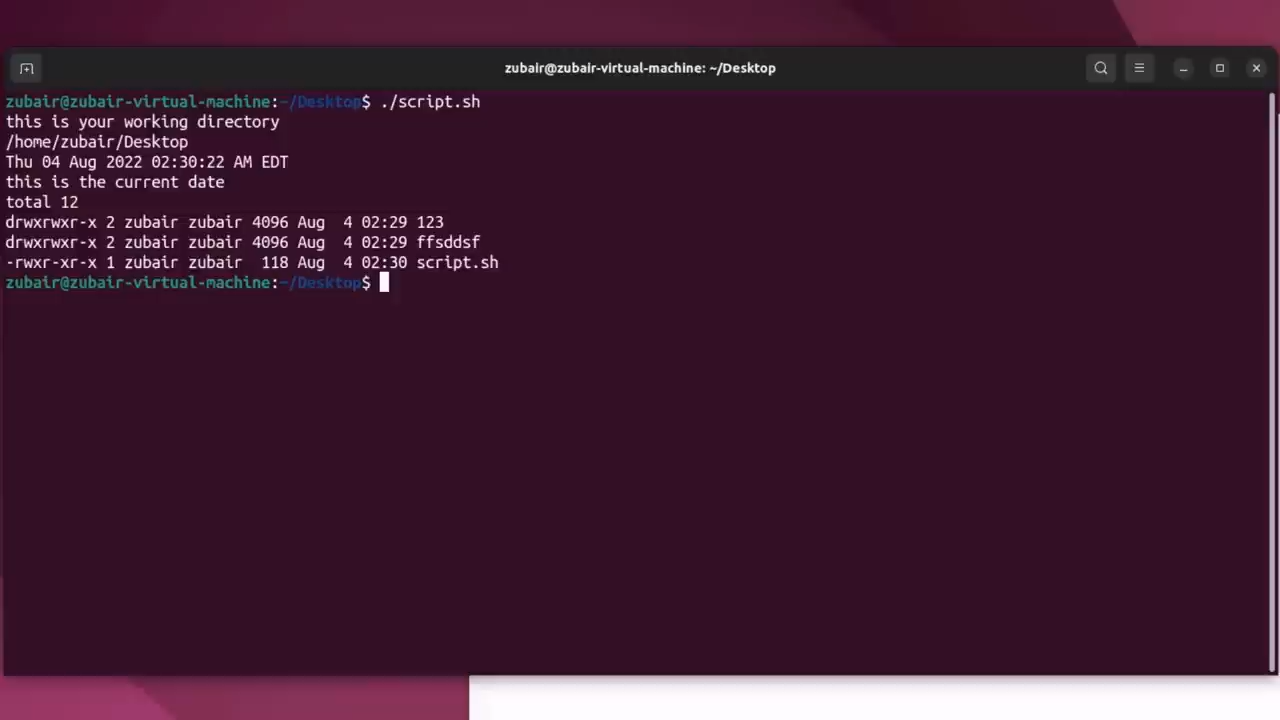 zubair@zubair-virtual-machine: ~/Desktop
zubair@zubair-virtual-machine:~/Desktop$ ./script.sh
this is your working directory
/home/zubair/Desktop
Thu 04 Aug 2022 02:30:22 AM EDT
this is the current date
total 12
drwxrwxr-x 2 zubair zubair 4096 Aug  4 02:29 123
drwxrwxr-x 2 zubair zubair 4096 Aug  4 02:29 ffsddsf
-rwxr-xr-x 1 zubair zubair  118 Aug  4 02:30 script.sh
zubair@zubair-virtual-machine:~/Desktop$